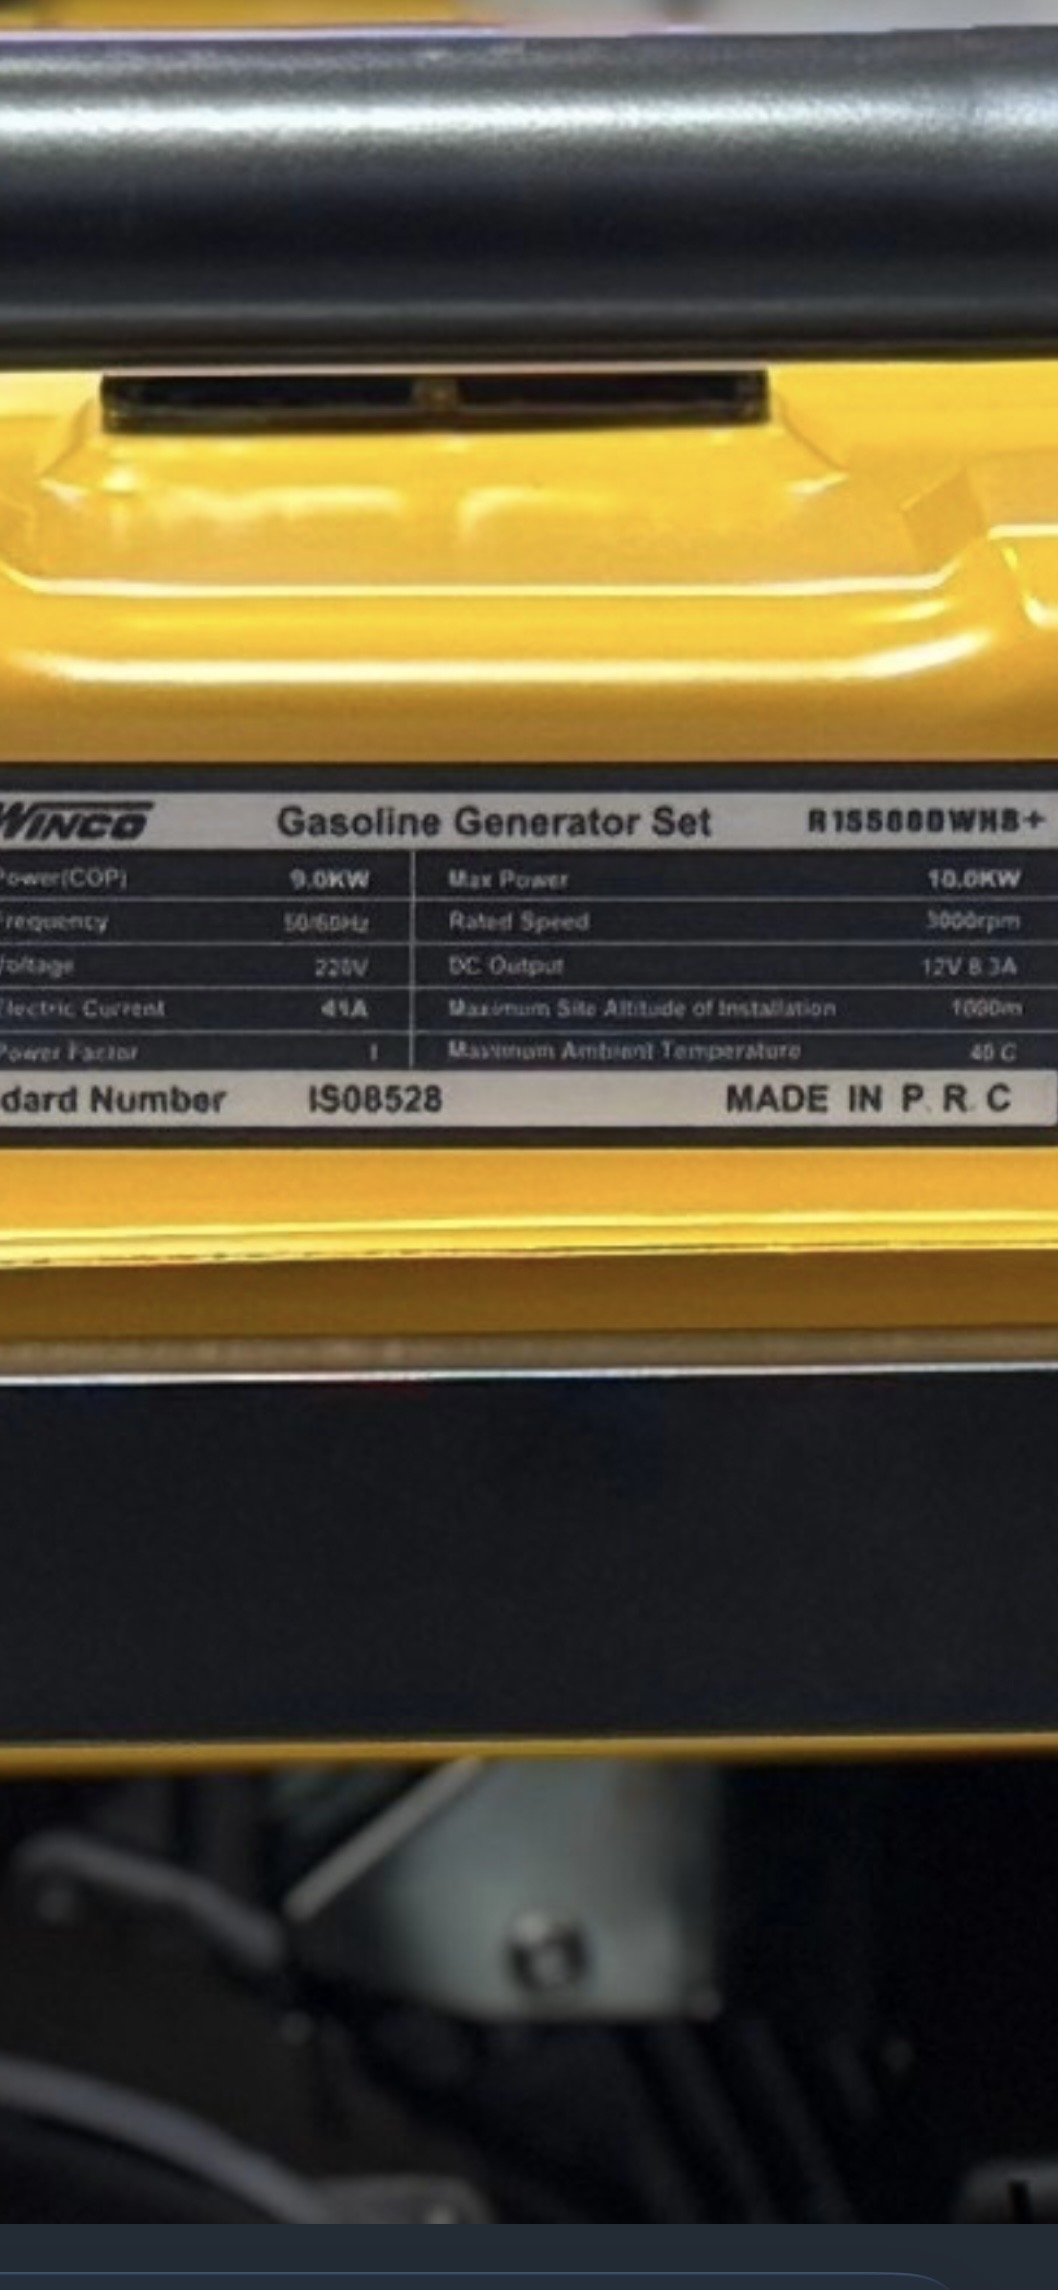 WINCO Gasoline Generator Set R15500DWHB+
Power(COP) 9.0KW Max Power 10.0KW
Frequency 50/60Hz Rated Speed 3000rpm
Voltage 220V DC Output 12V 8.3A
Electric Current 41A Maximum Site Altitude of Installation 1000m
Power Factor 1 Maximum Ambient Temperature 40 C
dard Number ISO8528 MADE IN P. R. C